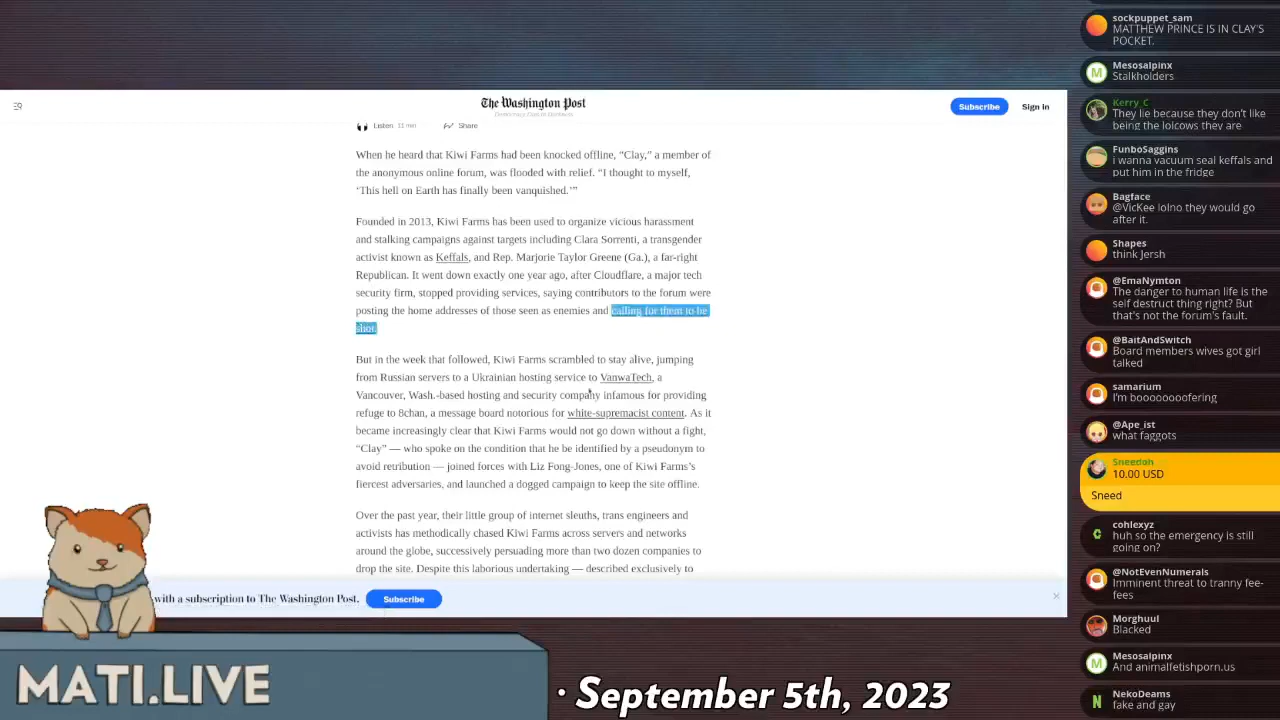 The Washington Post
Democracy Dies in Darkness
Subscribe
Sign in
Listen 11 min
Share
When he heard that Kiwi Farms had been knocked offline, “Clay,” a member of
the anonymous online forum, was flooded with relief. “I thought to myself,
‘This hell on Earth has finally been vanquished.’”
Founded in 2013, Kiwi Farms has been used to organize vicious harassment
and stalking campaigns against targets including Clara Sorrenti, a transgender
activist known as Keffals, and Rep. Marjorie Taylor Greene (Ga.), a far-right
Republican. It went down exactly one year ago, after Cloudflare, a major tech
security firm, stopped providing services, saying contributors to the forum were
posting the home addresses of those seen as enemies and calling for them to be
shot.
But in the week that followed, Kiwi Farms scrambled to stay alive, jumping
from Russian servers to a Ukrainian hosting service to VanwaTech, a
Vancouver, Wash.-based hosting and security company infamous for providing
refuge to 8chan, a message board notorious for white-supremacist content. As it
became increasingly clear that Kiwi Farms would not go down without a fight,
“Clay” — who spoke on the condition that he be identified by a pseudonym to
avoid retribution — joined forces with Liz Fong-Jones, one of Kiwi Farms’s
fiercest adversaries, and launched a dogged campaign to keep the site offline.
Over the past year, their little group of internet sleuths, trans engineers and
activists has methodically chased Kiwi Farms across servers and networks
around the globe, successively persuading more than two dozen companies to
drop the site. Despite this laborious undertaking — described exclusively to
with a subscription to The Washington Post.
Subscribe
MATI.LIVE
· September 5th, 2023
sockpuppet_sam
MATTHEW PRINCE IS IN CLAY'S
POCKET.
Mesosalpinx
Stalkholders
Kerry_C
They lie because they don't like
being the lolcows they are
FunboSaggins
i wanna vacuum seal keffals and
put him in the fridge
Bagface
@VicKee lolno they would go
after it.
Shapes
think Jersh
@EmaNymton
The danger to human life is the
self destruct thing right? But
that's not the forum's fault.
@BaitAndSwitch
Board members wives got girl
talked
samarium
I'm boooooooofering
@Ape_ist
what faggots
Sneedoh
10.00 USD
Sneed
cohlexyz
huh so the emergency is still
going on?
@NotEvenNumerals
Imminent threat to tranny fee-
fees
Morghuul
Blacked
Mesosalpinx
And animalfetishporn.us
NekoDeams
fake and gay